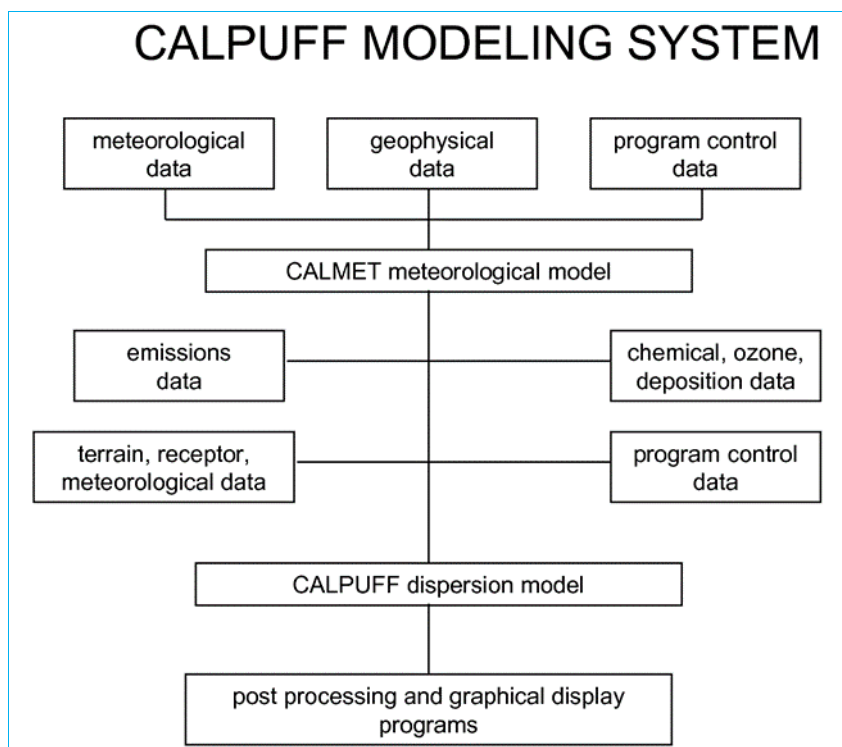 CALPUFF MODELING SYSTEM
meteorological
data
geophysical
data
program control
data
CALMET meteorological model
emissions
data
chemical, ozone,
deposition data
terrain, receptor,
meteorological data
program control
data
CALPUFF dispersion model
post processing and graphical display
programs